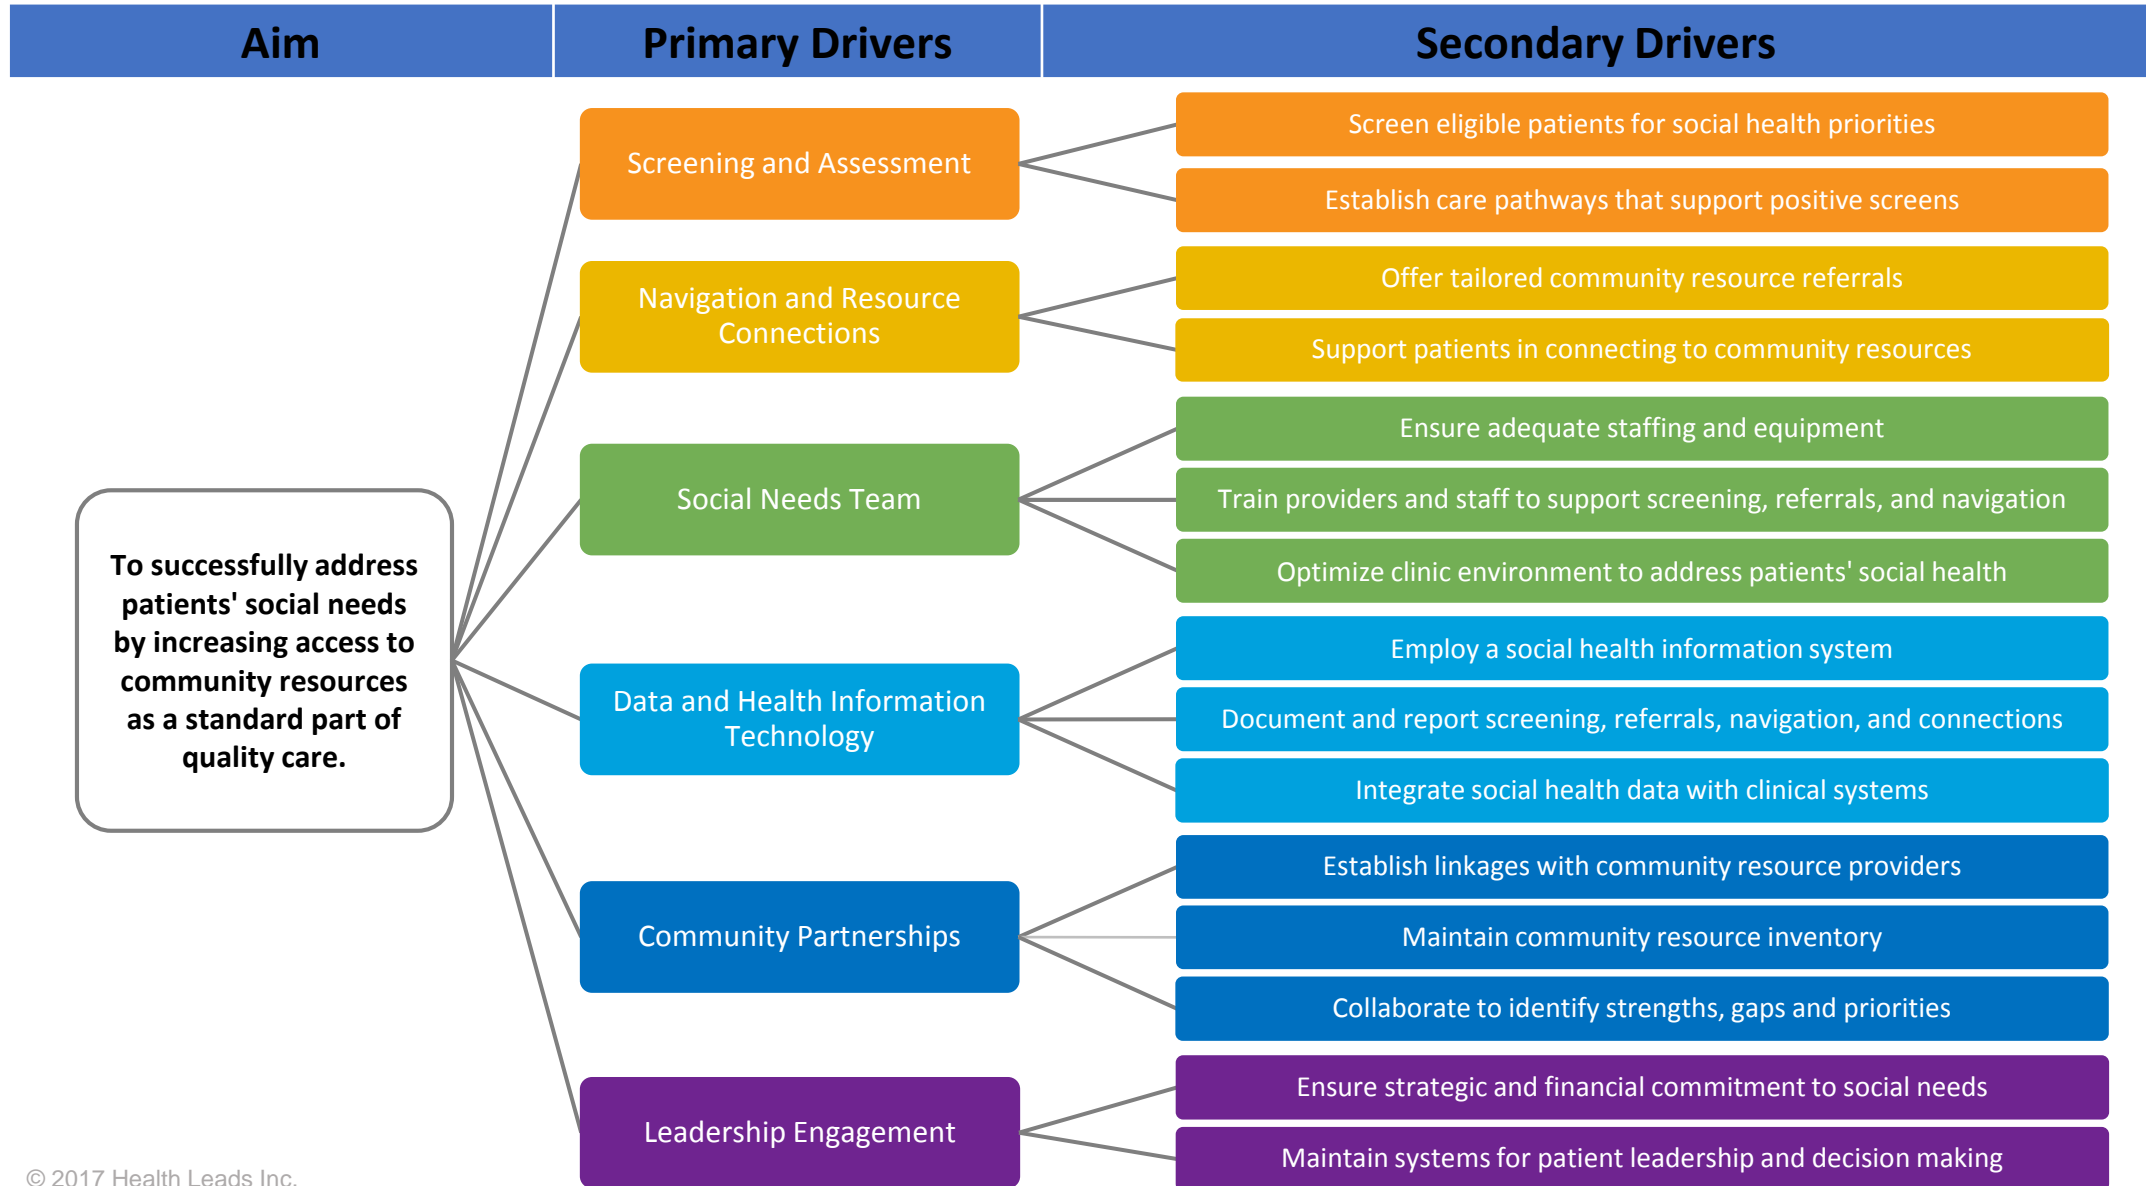 Aim
Primary Drivers
Secondary Drivers
To successfully address
patients' social needs
by increasing access to
community resources
as a standard part of
quality care.
Screening and Assessment
Screen eligible patients for social health priorities
Establish care pathways that support positive screens
Navigation and Resource
Connections
Offer tailored community resource referrals
Support patients in connecting to community resources
Social Needs Team
Ensure adequate staffing and equipment
Train providers and staff to support screening, referrals, and navigation
Optimize clinic environment to address patients' social health
Data and Health Information
Technology
Employ a social health information system
Document and report screening, referrals, navigation, and connections
Integrate social health data with clinical systems
Community Partnerships
Establish linkages with community resource providers
Maintain community resource inventory
Collaborate to identify strengths, gaps and priorities
Leadership Engagement
Ensure strategic and financial commitment to social needs
Maintain systems for patient leadership and decision making
© 2017 Health Leads Inc.